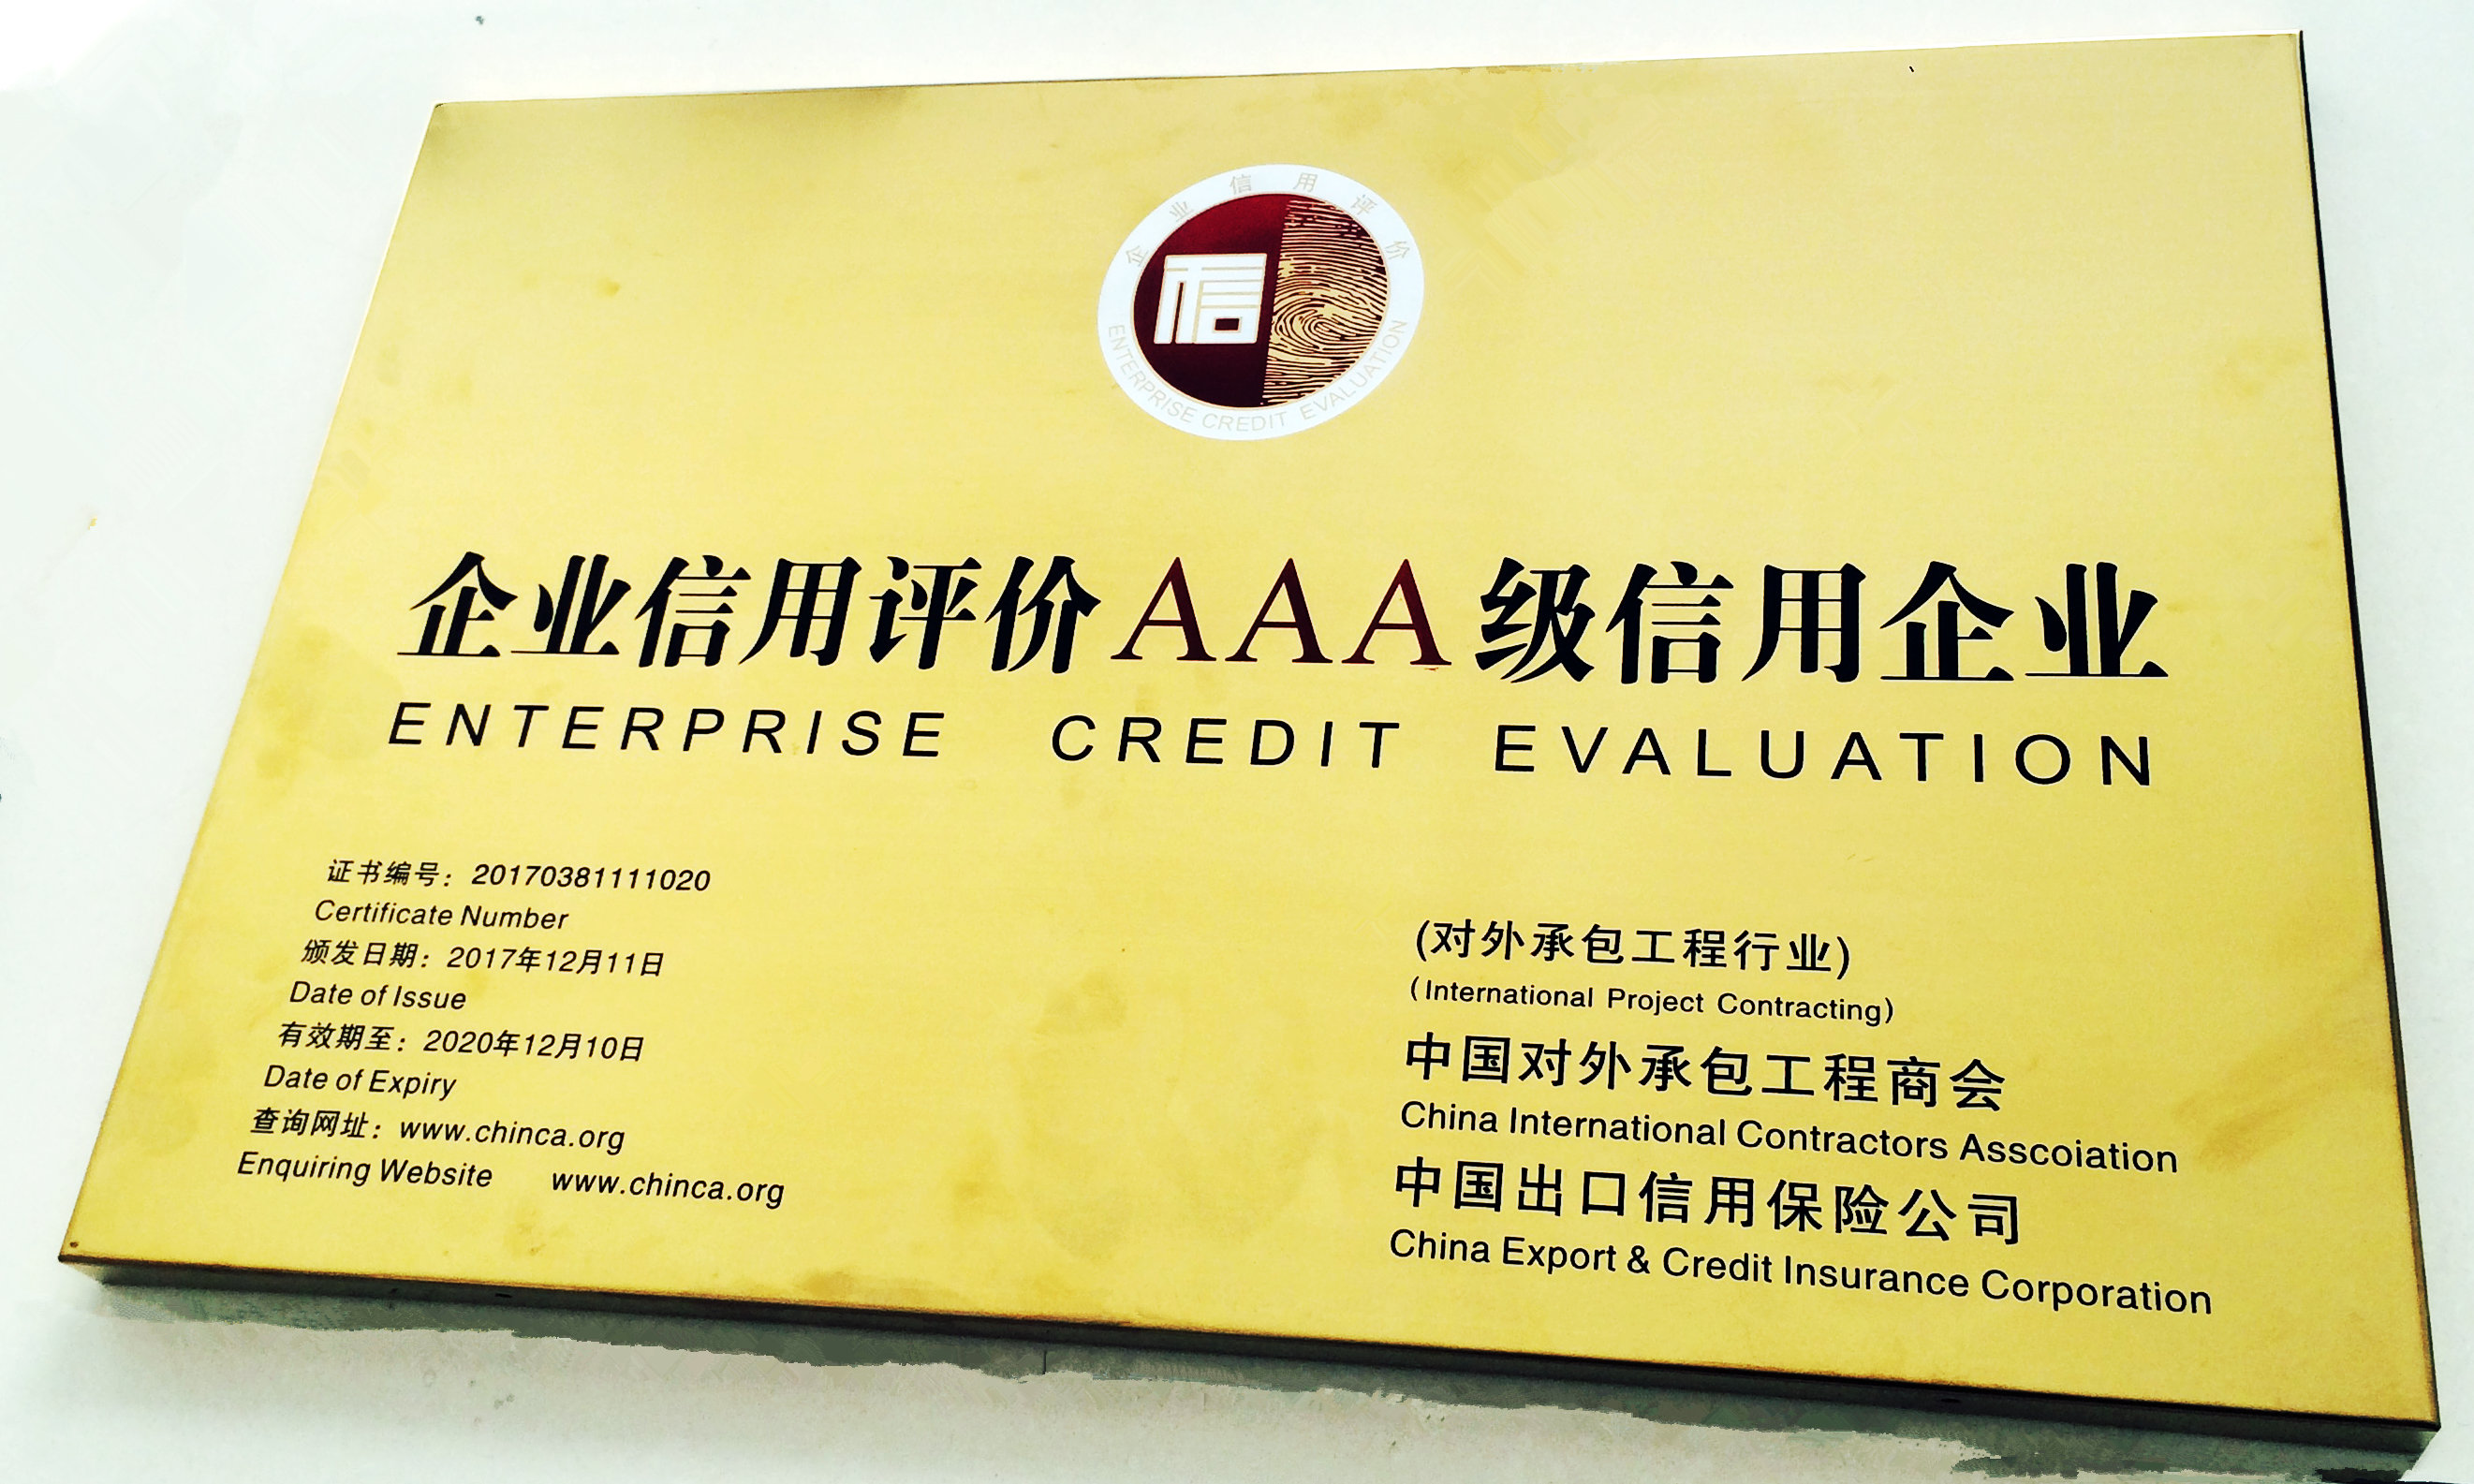 企业信用评价
信
ENTERPRISE CREDIT EVALUATION
企业信用评价AAA级信用企业
ENTERPRISE CREDIT EVALUATION
证书编号：20170381111020
Certificate Number
颁发日期：2017年12月11日
Date of Issue
有效期至：2020年12月10日
Date of Expiry
查询网址：www.chinca.org
Enquiring Website www.chinca.org
(对外承包工程行业)
(International Project Contracting)
中国对外承包工程商会
China International Contractors Asscoiation
中国出口信用保险公司
China Export & Credit Insurance Corporation